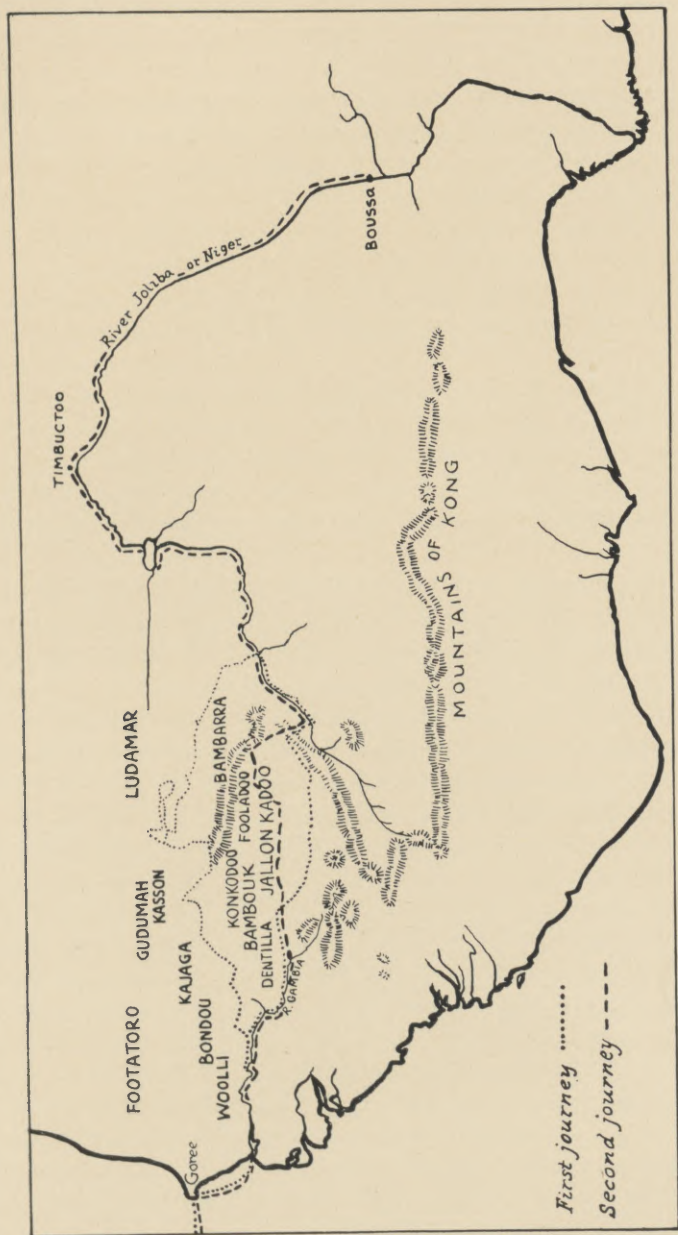 TIMBUCTOO
River Joliba or Niger
BOUSSA
LUDAMAR
GUDUMAH
KASSON
FOOTATORO
KAJAGA
BONDOU
WOOLLI
Goree
BAMBARRA
KONKODOO
FOOLADOO
BAMBOUK
DENTILLA
JALLON KADOO
R. GAMBIA
MOUNTAINS OF KONG
First journey
Second journey